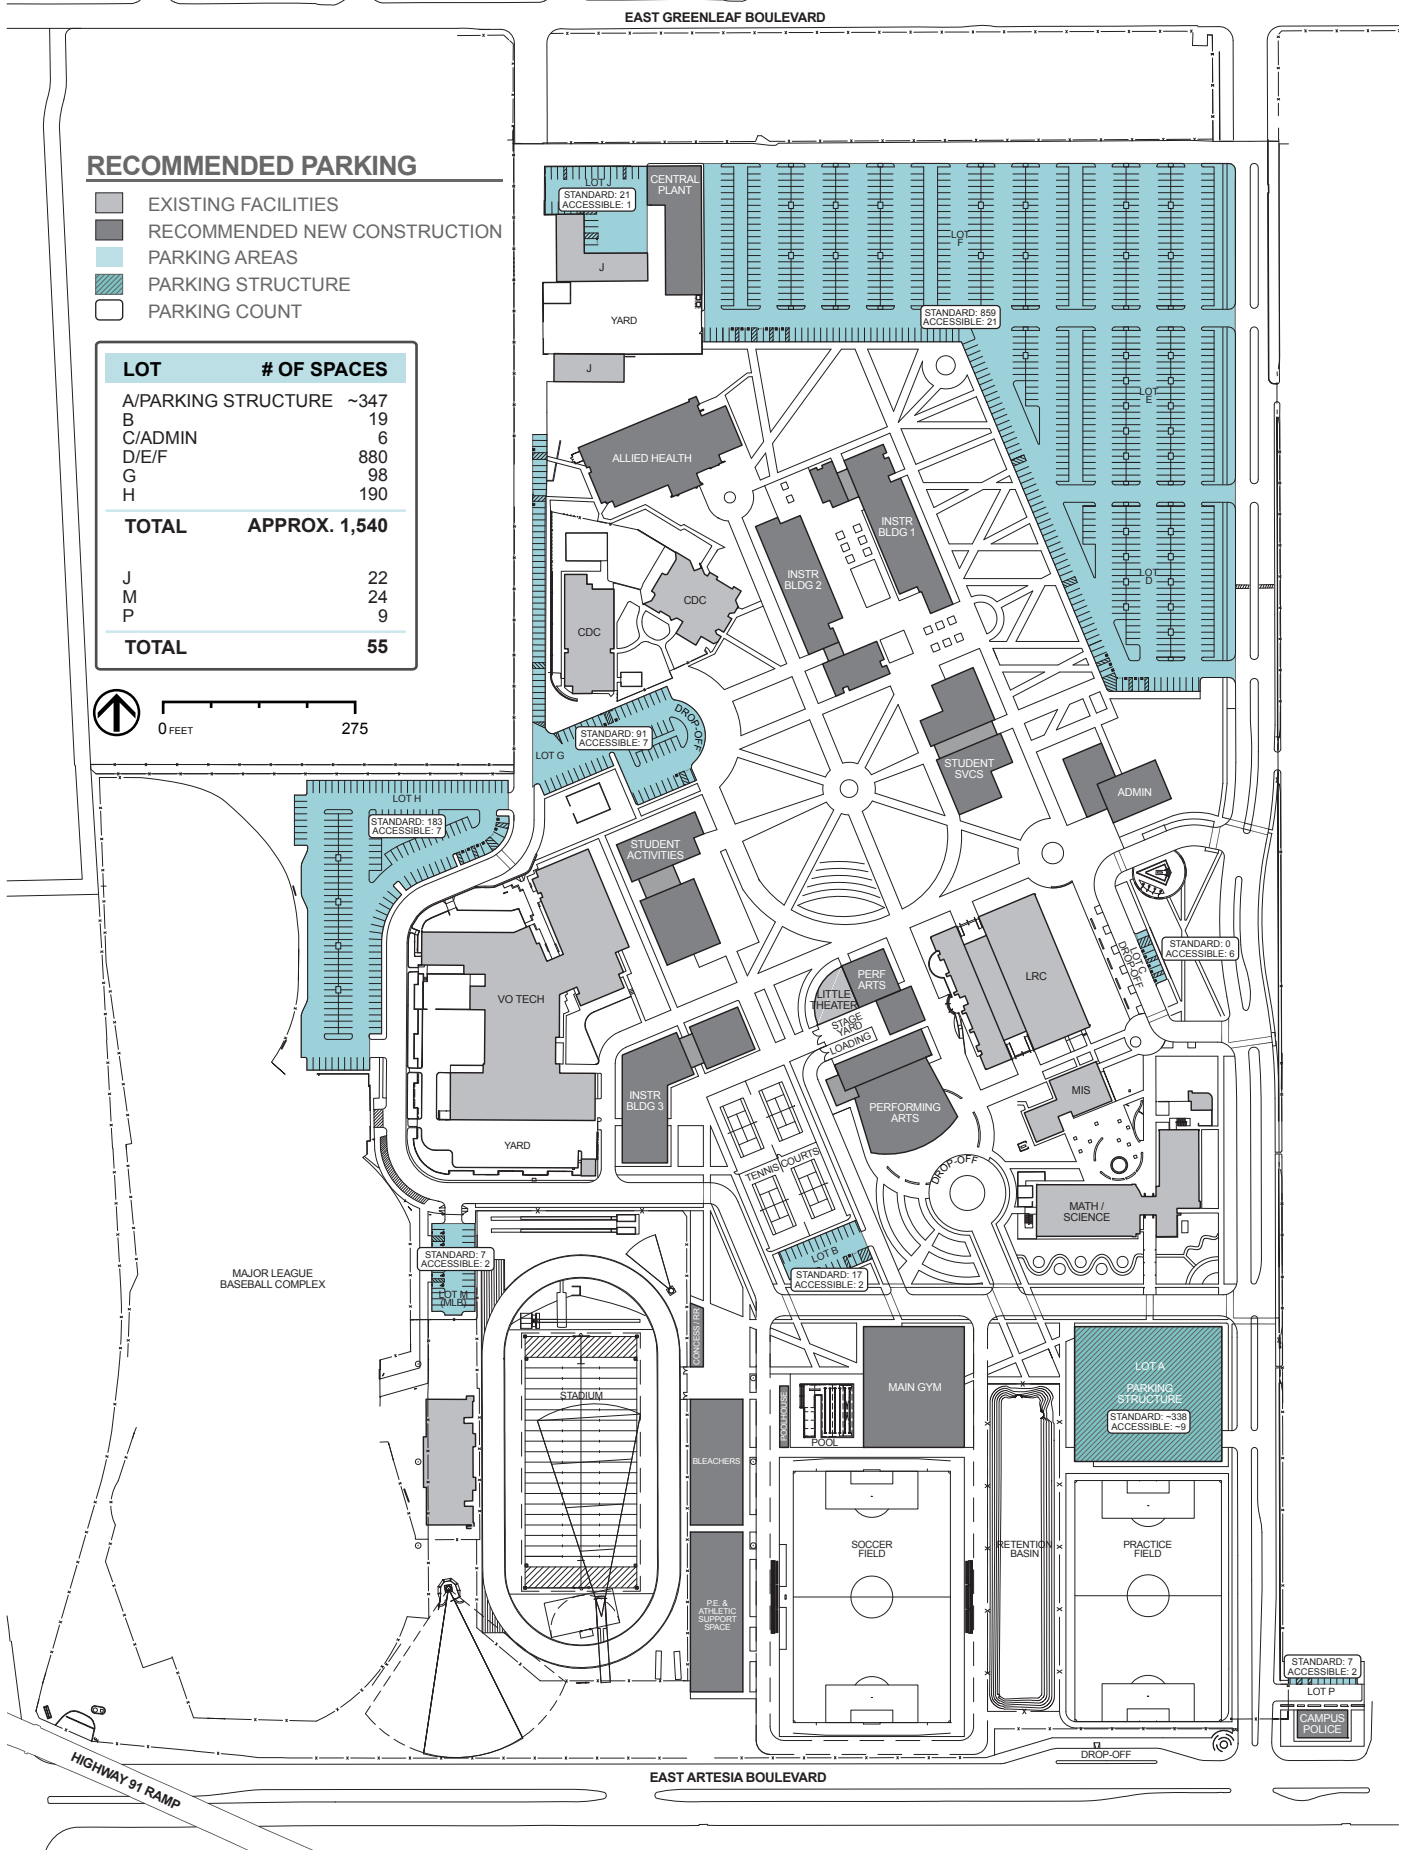 EAST GREENLEAF BOULEVARD
RECOMMENDED PARKING
EXISTING FACILITIES
RECOMMENDED NEW CONSTRUCTION
PARKING AREAS
PARKING STRUCTURE
PARKING COUNT
LOT # OF SPACES
A/PARKING STRUCTURE ~347
B 19
C/ADMIN 6
D/E/F 880
G 98
H 190
TOTAL APPROX. 1,540
J 22
M 24
P 9
TOTAL 55
0 FEET 275
LOT J
STANDARD: 21
ACCESSIBLE: 1
CENTRAL
PLANT
J
YARD
J
LOT
F
STANDARD: 859
ACCESSIBLE: 21
LOT
E
LOT
D
ALLIED HEALTH
INSTR
BLDG 1
INSTR
BLDG 2
CDC
CDC
DROP-OFF
STANDARD: 91
ACCESSIBLE: 7
LOT G
STUDENT
SVCS
ADMIN
LOT H
STANDARD: 183
ACCESSIBLE: 7
STUDENT
ACTIVITIES
STANDARD: 0
ACCESSIBLE: 6
LOT C
DROP-OFF
LRC
PERF
ARTS
LITTLE
THEATER
STAGE
YARD
LOADING
VO TECH
INSTR
BLDG 3
PERFORMING
ARTS
MIS
YARD
TENNIS COURTS
DROP-OFF
MATH /
SCIENCE
LOT B
STANDARD: 17
ACCESSIBLE: 2
STANDARD: 7
ACCESSIBLE: 2
LOT M
(MLB)
MAJOR LEAGUE
BASEBALL COMPLEX
CONCESS / RR
STADIUM
POOLHOUSE
POOL
MAIN GYM
LOT A
PARKING
STRUCTURE
STANDARD: ~338
ACCESSIBLE: ~9
BLEACHERS
SOCCER
FIELD
RETENTION
BASIN
PRACTICE
FIELD
P.E. &
ATHLETIC
SUPPORT
SPACE
STANDARD: 7
ACCESSIBLE: 2
LOT P
CAMPUS
POLICE
DROP-OFF
HIGHWAY 91 RAMP
EAST ARTESIA BOULEVARD